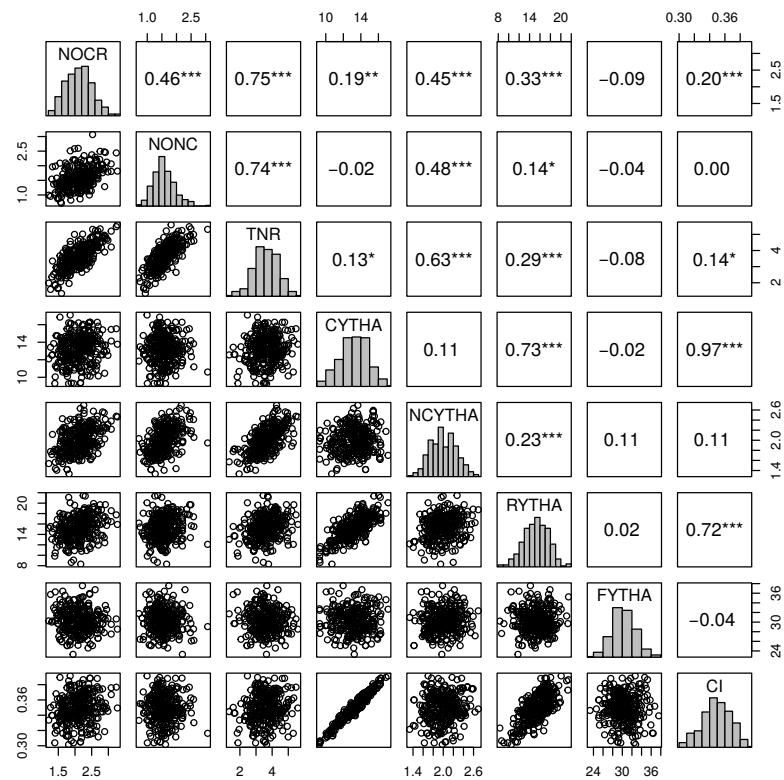 1.0 2.5 10 14 8 14 20 0.30 0.36
NOCR 0.46*** 0.75*** 0.19** 0.45*** 0.33*** −0.09 0.20*** 1.5 2.5
1.0 2.5 NONC 0.74*** −0.02 0.48*** 0.14* −0.04 0.00
TNR 0.13* 0.63*** 0.29*** −0.08 0.14* 2 4
10 14 CYTHA 0.11 0.73*** −0.02 0.97***
NCYTHA 0.23*** 0.11 0.11 1.4 2.0 2.6
8 14 20 RYTHA 0.02 0.72***
FYTHA −0.04 24 30 36
0.30 0.36 CI
1.5 2.5 2 4 1.4 2.0 2.6 24 30 36